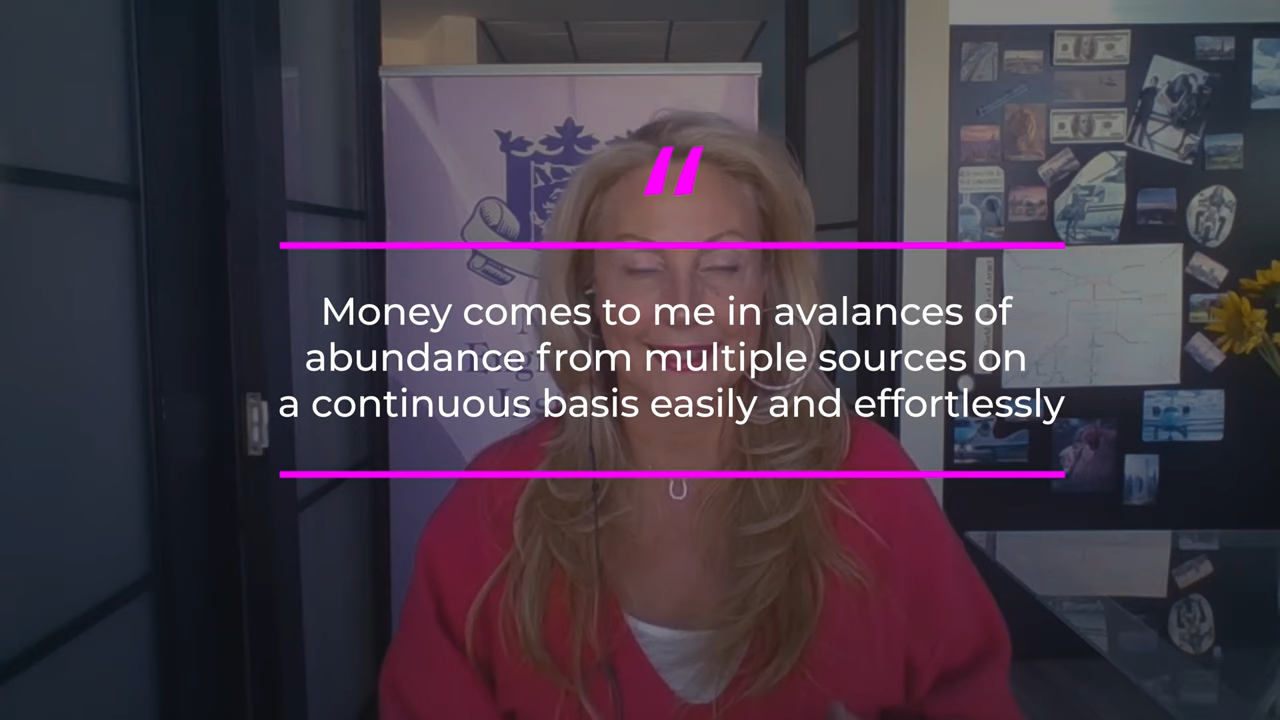 Money comes to me in avalances of
abundance from multiple sources on
a continuous basis easily and effortlessly